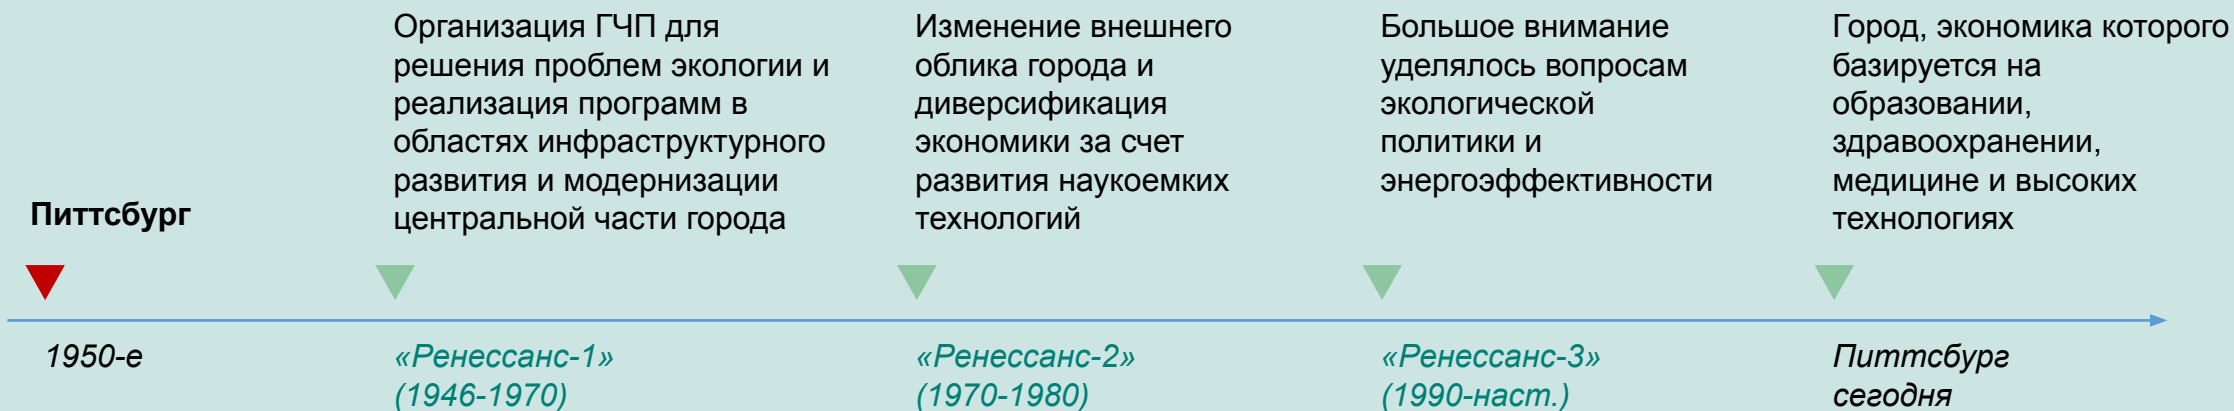 Питтсбург
1950-е
Организация ГЧП для
решения проблем экологии и
реализация программ в
областях инфраструктурного
развития и модернизации
центральной части города
«Ренессанс-1»
(1946-1970)
Изменение внешнего
облика города и
диверсификация
экономики за счет
развития наукоемких
технологий
«Ренессанс-2»
(1970-1980)
Большое внимание
уделялось вопросам
экологической
политики и
энергоэффективности
«Ренессанс-3»
(1990-наст.)
Город, экономика которого
базируется на
образовании,
здравоохранении,
медицине и высоких
технологиях
Питтсбург
сегодня